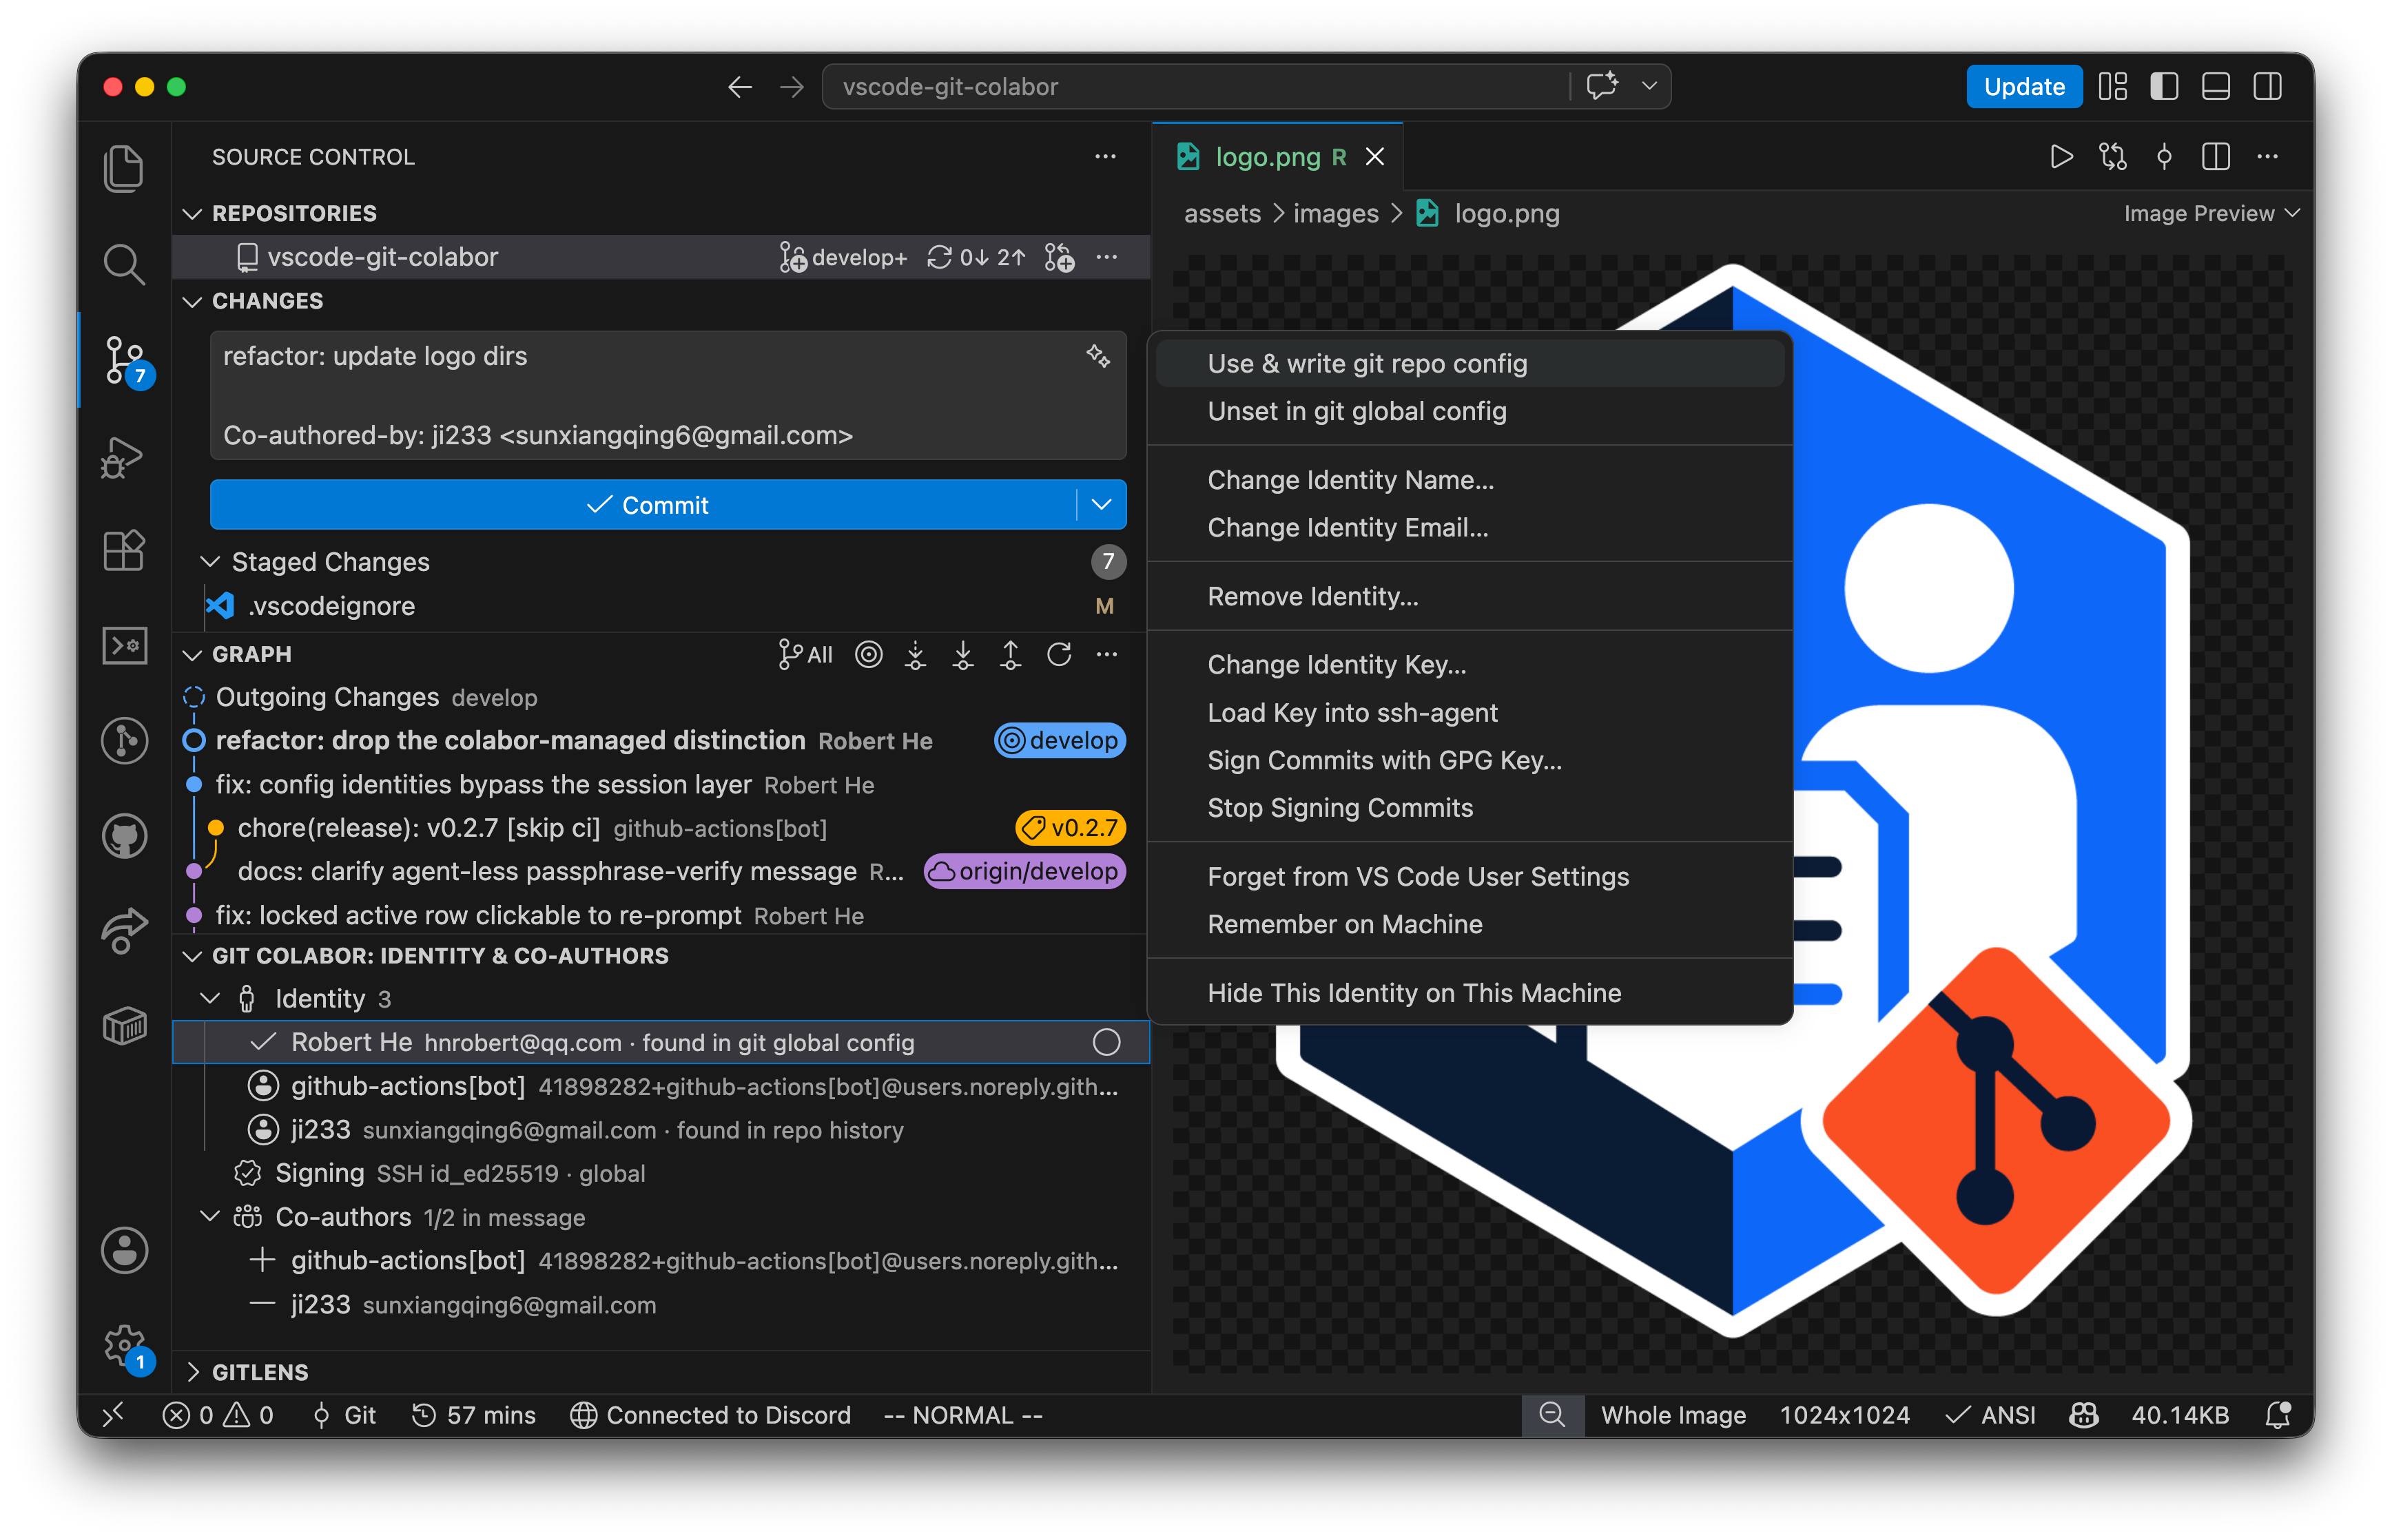 vscode-git-colabor
Update
SOURCE CONTROL
REPOSITORIES
vscode-git-colabor develop+ 0↓ 2↑
CHANGES
refactor: update logo dirs
Co-authored-by: ji233 <sunxiangqing6@gmail.com>
Commit
Staged Changes 7
.vscodeignore M
GRAPH All
Outgoing Changes develop
refactor: drop the colabor-managed distinction Robert He develop
fix: config identities bypass the session layer Robert He
chore(release): v0.2.7 [skip ci] github-actions[bot] v0.2.7
docs: clarify agent-less passphrase-verify message R... origin/develop
fix: locked active row clickable to re-prompt Robert He
GIT COLABOR: IDENTITY & CO-AUTHORS
Identity 3
Robert He hnrobert@qq.com · found in git global config
github-actions[bot] 41898282+github-actions[bot]@users.noreply.gith...
ji233 sunxiangqing6@gmail.com · found in repo history
Signing SSH id_ed25519 · global
Co-authors 1/2 in message
github-actions[bot] 41898282+github-actions[bot]@users.noreply.gith...
ji233 sunxiangqing6@gmail.com
GITLENS
7
1
logo.png R
assets > images > logo.png
Image Preview
Use & write git repo config
Unset in git global config
Change Identity Name...
Change Identity Email...
Remove Identity...
Change Identity Key...
Load Key into ssh-agent
Sign Commits with GPG Key...
Stop Signing Commits
Forget from VS Code User Settings
Remember on Machine
Hide This Identity on This Machine
0 0 Git 57 mins Connected to Discord -- NORMAL -- Whole Image 1024x1024 ANSI 40.14KB